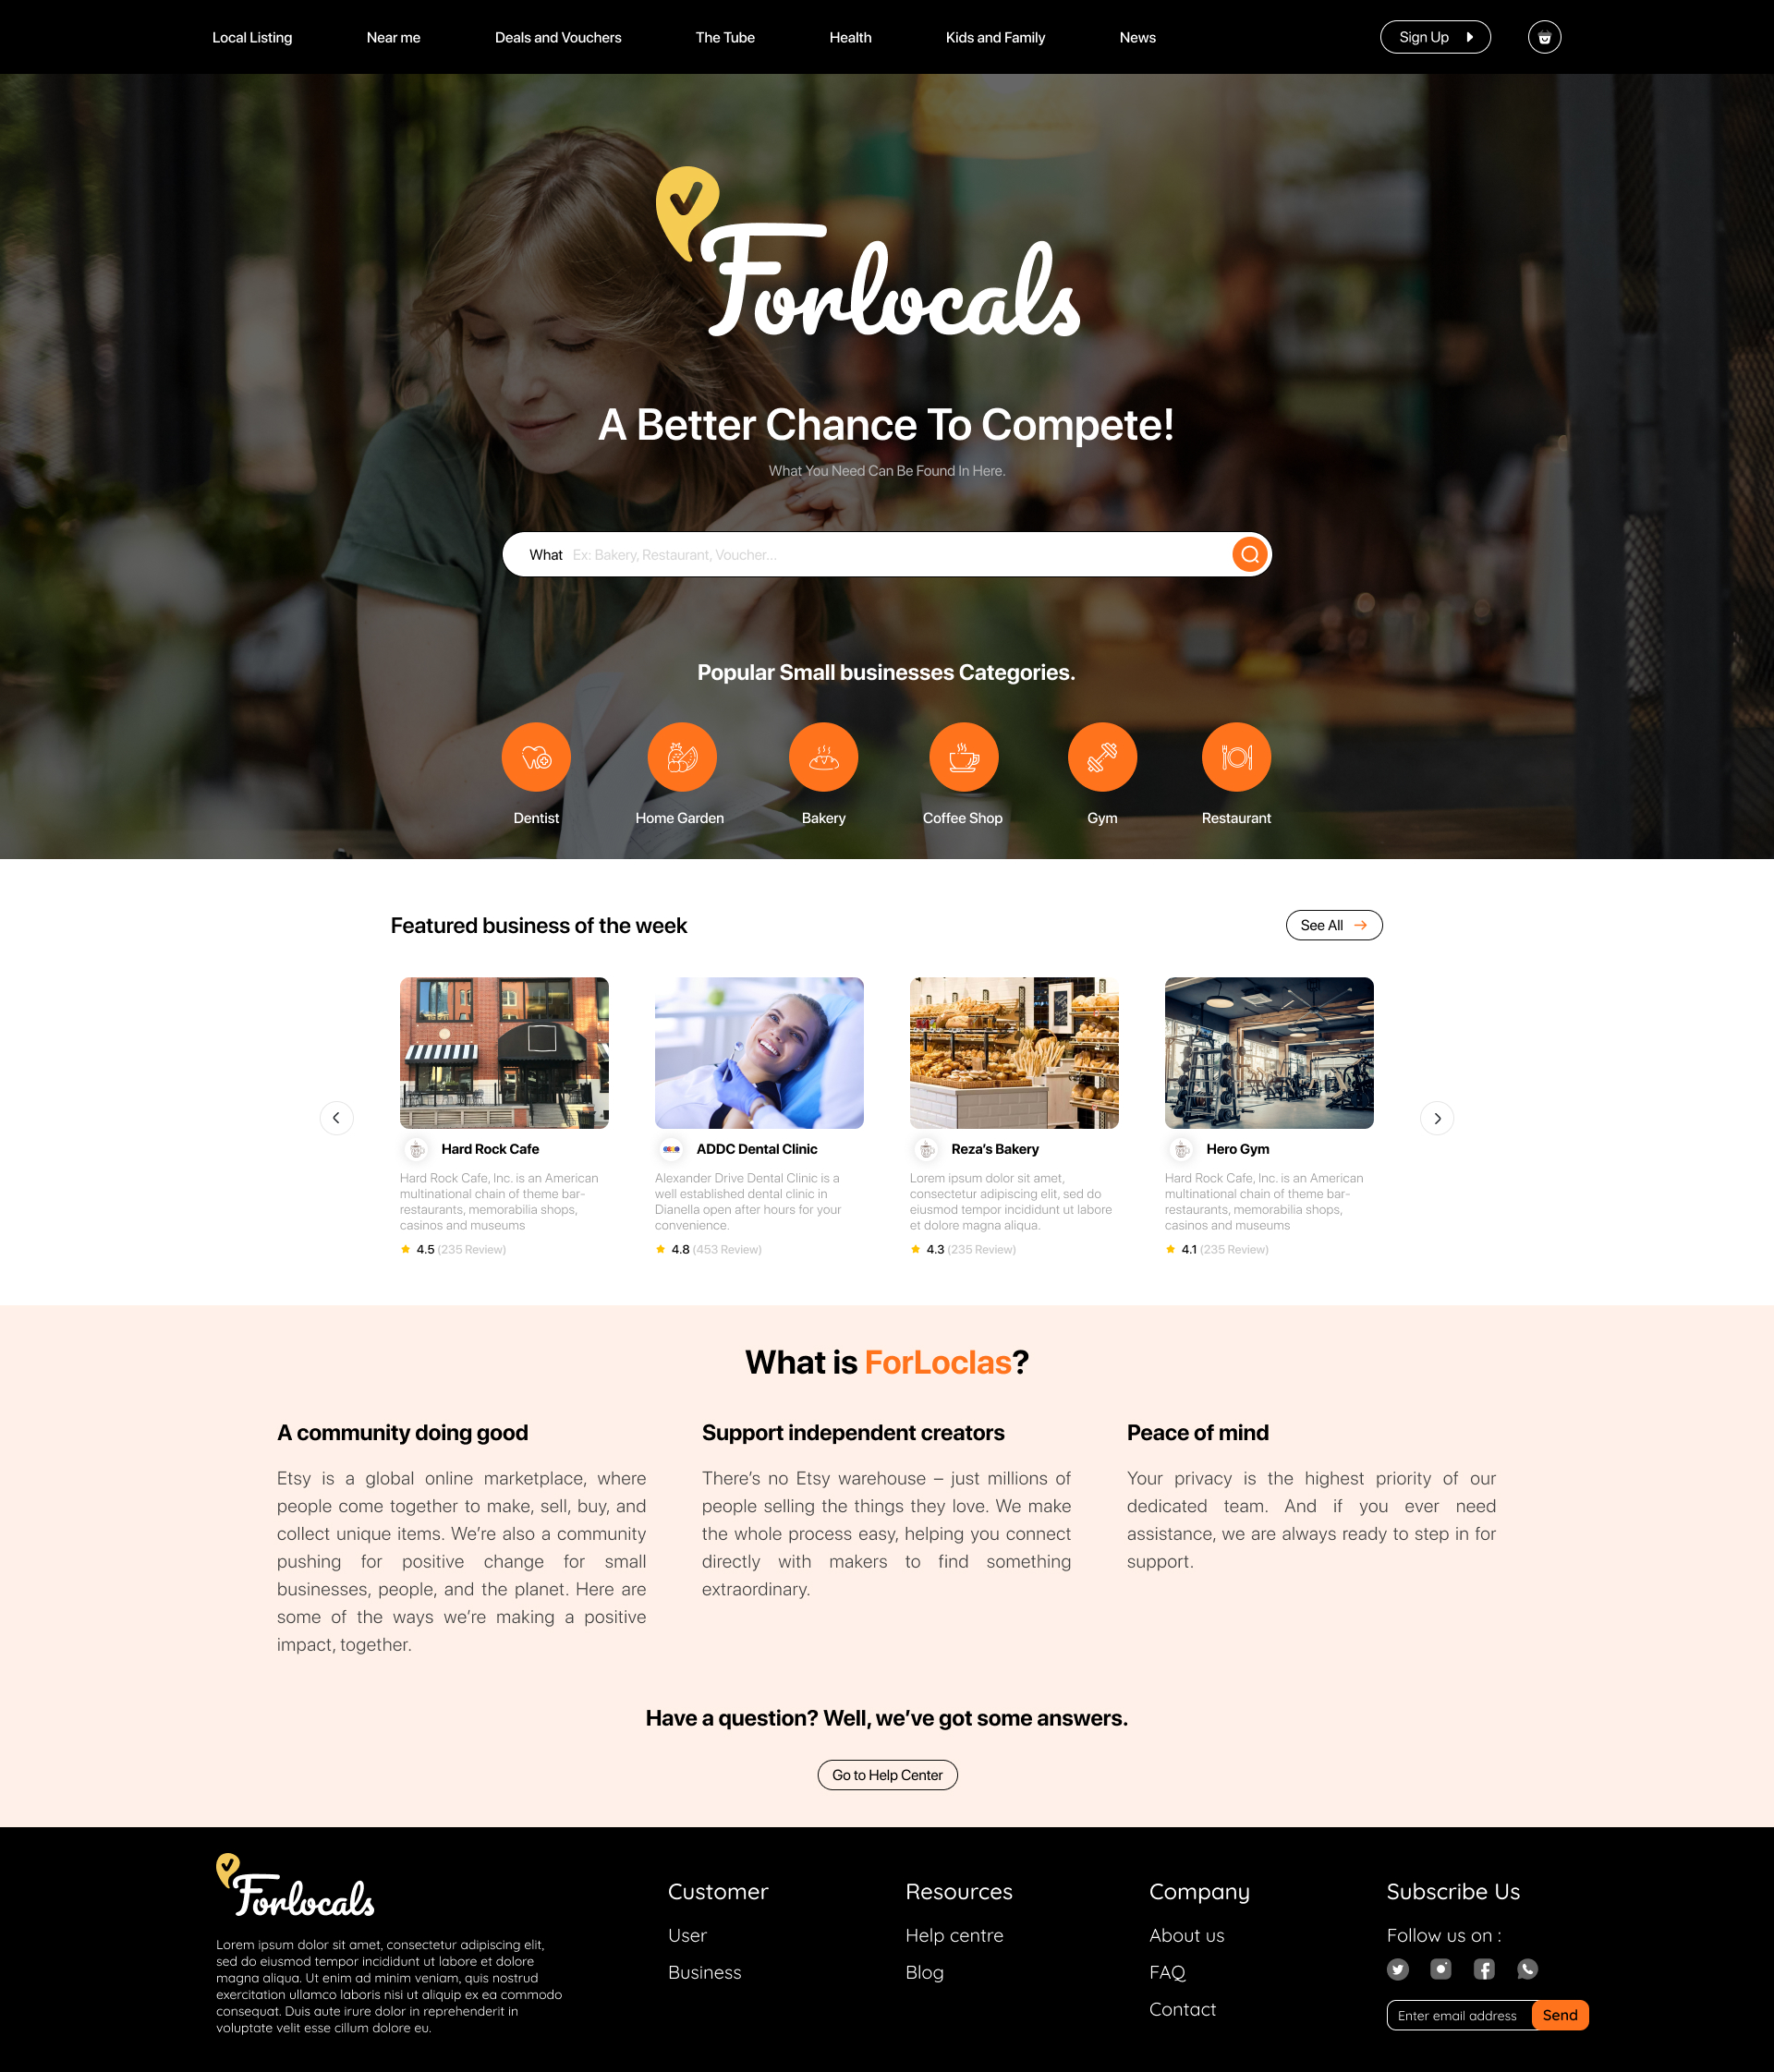 Local Listing Near me Deals and Vouchers The Tube Health Kids and Family News Sign Up
Forlocals
A Better Chance To Compete!
What You Need Can Be Found In Here.
What Ex: Bakery, Restaurant, Voucher...
Popular Small businesses Categories.
Dentist Home Garden Bakery Coffee Shop Gym Restaurant
Featured business of the week
See All
Hard Rock Cafe
Hard Rock Cafe, Inc. is an American
multinational chain of theme bar-
restaurants, memorabilia shops,
casinos and museums
4.5 (235 Review)
ADDC Dental Clinic
Alexander Drive Dental Clinic is a
well established dental clinic in
Dianella open after hours for your
convenience.
4.8 (453 Review)
Reza's Bakery
Lorem ipsum dolor sit amet,
consectetur adipiscing elit, sed do
eiusmod tempor incididunt ut labore
et dolore magna aliqua.
4.3 (235 Review)
Hero Gym
Hard Rock Cafe, Inc. is an American
multinational chain of theme bar-
restaurants, memorabilia shops,
casinos and museums
4.1 (235 Review)
What is ForLoclas?
A community doing good
Etsy is a global online marketplace, where
people come together to make, sell, buy, and
collect unique items. We're also a community
pushing for positive change for small
businesses, people, and the planet. Here are
some of the ways we're making a positive
impact, together.
Support independent creators
There's no Etsy warehouse – just millions of
people selling the things they love. We make
the whole process easy, helping you connect
directly with makers to find something
extraordinary.
Peace of mind
Your privacy is the highest priority of our
dedicated team. And if you ever need
assistance, we are always ready to step in for
support.
Have a question? Well, we've got some answers.
Go to Help Center
Forlocals
Lorem ipsum dolor sit amet, consectetur adipiscing elit,
sed do eiusmod tempor incididunt ut labore et dolore
magna aliqua. Ut enim ad minim veniam, quis nostrud
exercitation ullamco laboris nisi ut aliquip ex ea commodo
consequat. Duis aute irure dolor in reprehenderit in
voluptate velit esse cillum dolore eu.
Customer
User
Business
Resources
Help centre
Blog
Company
About us
FAQ
Contact
Subscribe Us
Follow us on :
Enter email address Send